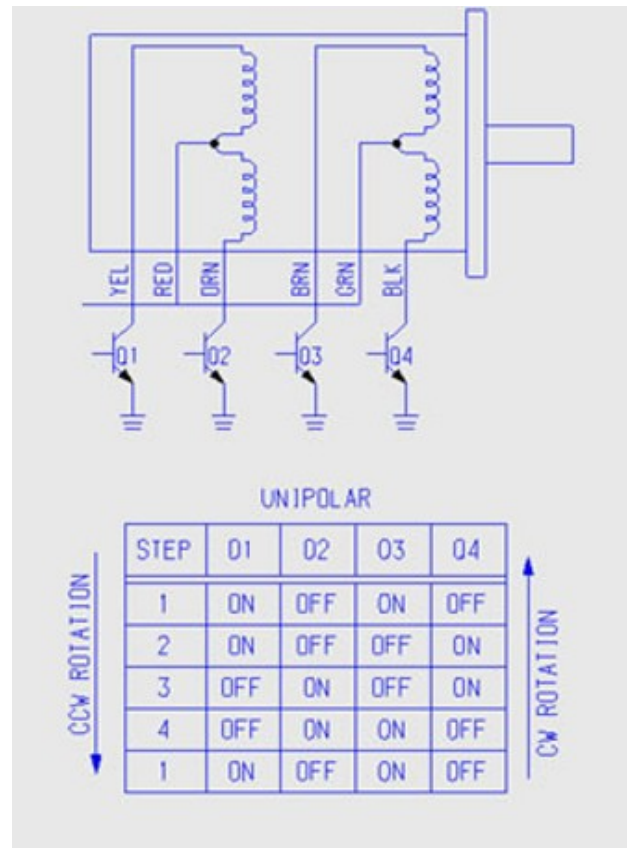 YEL RED ORN BRN GRN BLK
Q1 Q2 Q3 Q4
UNIPOLAR
STEP Q1 Q2 Q3 Q4
1 ON OFF ON OFF
2 ON OFF OFF ON
3 OFF ON OFF ON
4 OFF ON ON OFF
1 ON OFF ON OFF
CCW ROTATION
CW ROTATION